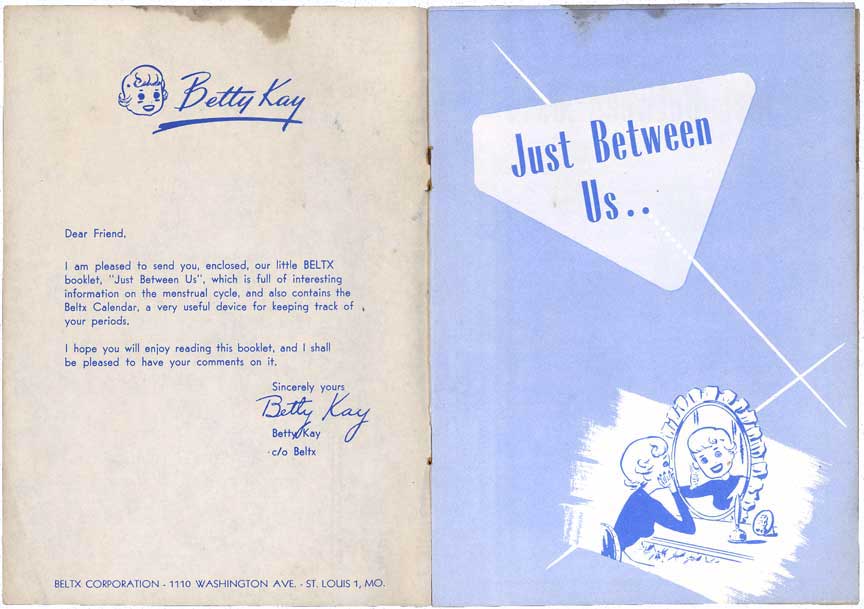 Betty Kay
Dear Friend,
I am pleased to send you, enclosed, our little BELTX
booklet, "Just Between Us", which is full of interesting
information on the menstrual cycle, and also contains the
Beltx Calendar, a very useful device for keeping track of
your periods.
I hope you will enjoy reading this booklet, and I shall
be pleased to have your comments on it.
Sincerely yours
Betty Kay
Betty Kay
c/o Beltx
BELTX CORPORATION - 1110 WASHINGTON AVE. - ST. LOUIS 1, MO.
Just Between
Us..